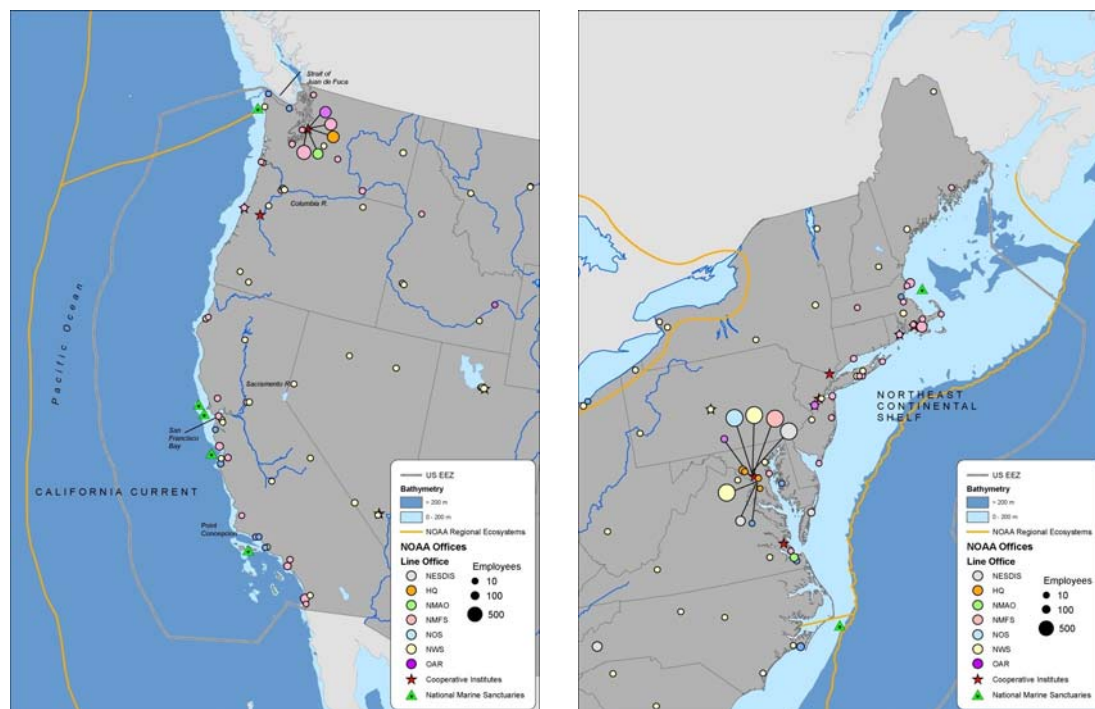 Strait of
Juan de Fuca
Columbia R.
Pacific Ocean
Sacramento R.
San
Francisco
Bay
CALIFORNIA CURRENT
Point
Conception
US EEZ
Bathymetry
> 200 m
0 - 200 m
NOAA Regional Ecosystems
NOAA Offices
Line Office
NESDIS
HQ
NMAO
NMFS
NOS
NWS
OAR
Employees
10
100
500
Cooperative Institutes
National Marine Sanctuaries
NORTHEAST
CONTINENTAL
SHELF
US EEZ
Bathymetry
> 200 m
0 - 200 m
NOAA Regional Ecosystems
NOAA Offices
Line Office
NESDIS
HQ
NMAO
NMFS
NOS
NWS
OAR
Employees
10
100
500
Cooperative Institutes
National Marine Sanctuaries